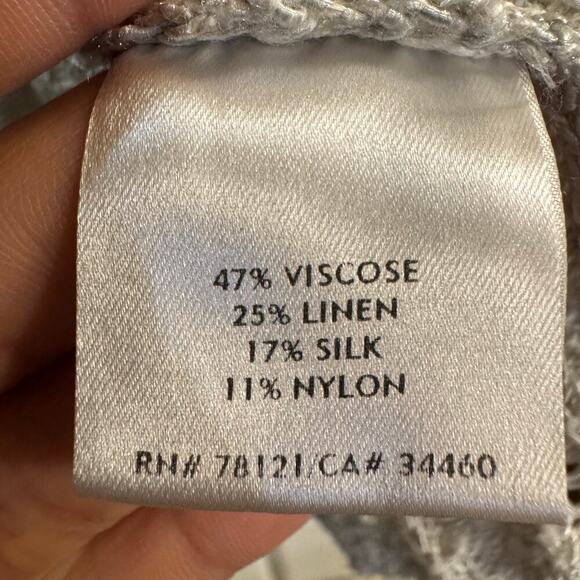 47% VISCOSE
25% LINEN
17% SILK
11% NYLON
RN# 78121/CA# 34460